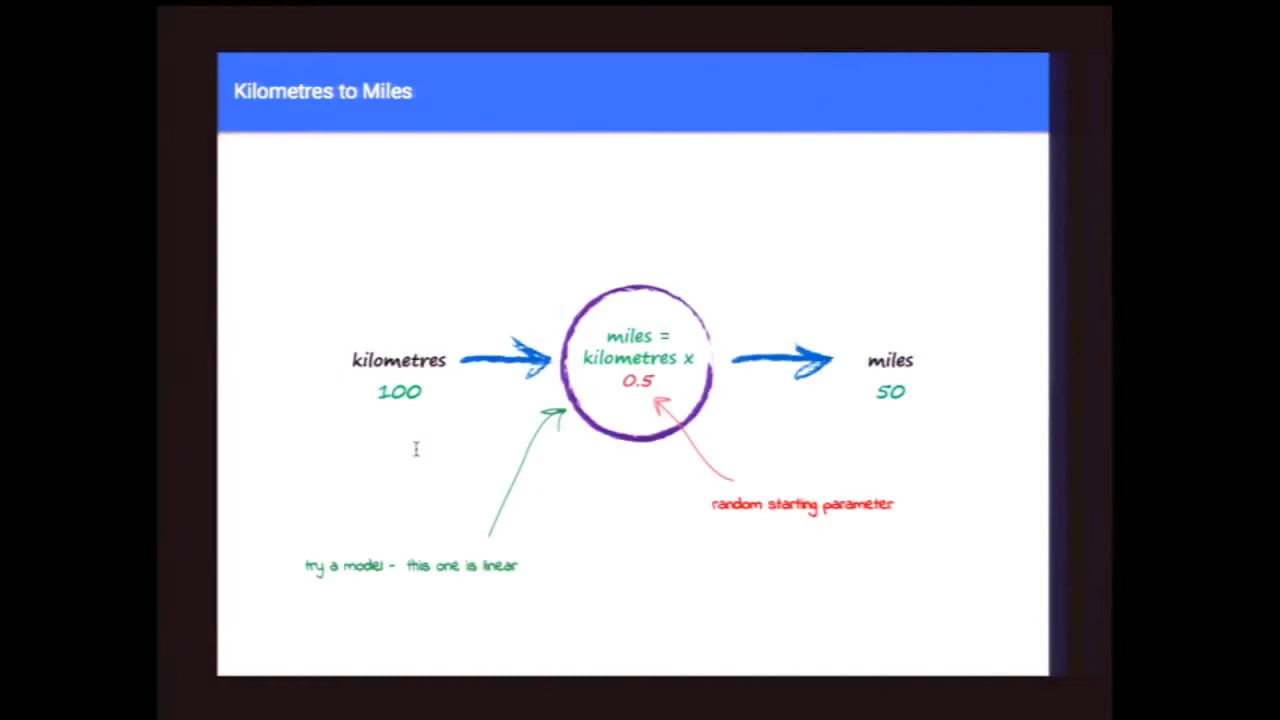 Kilometres to Miles
miles =
kilometres x
0.5
kilometres
100
miles
50
random starting parameter
try a model - this one is linear